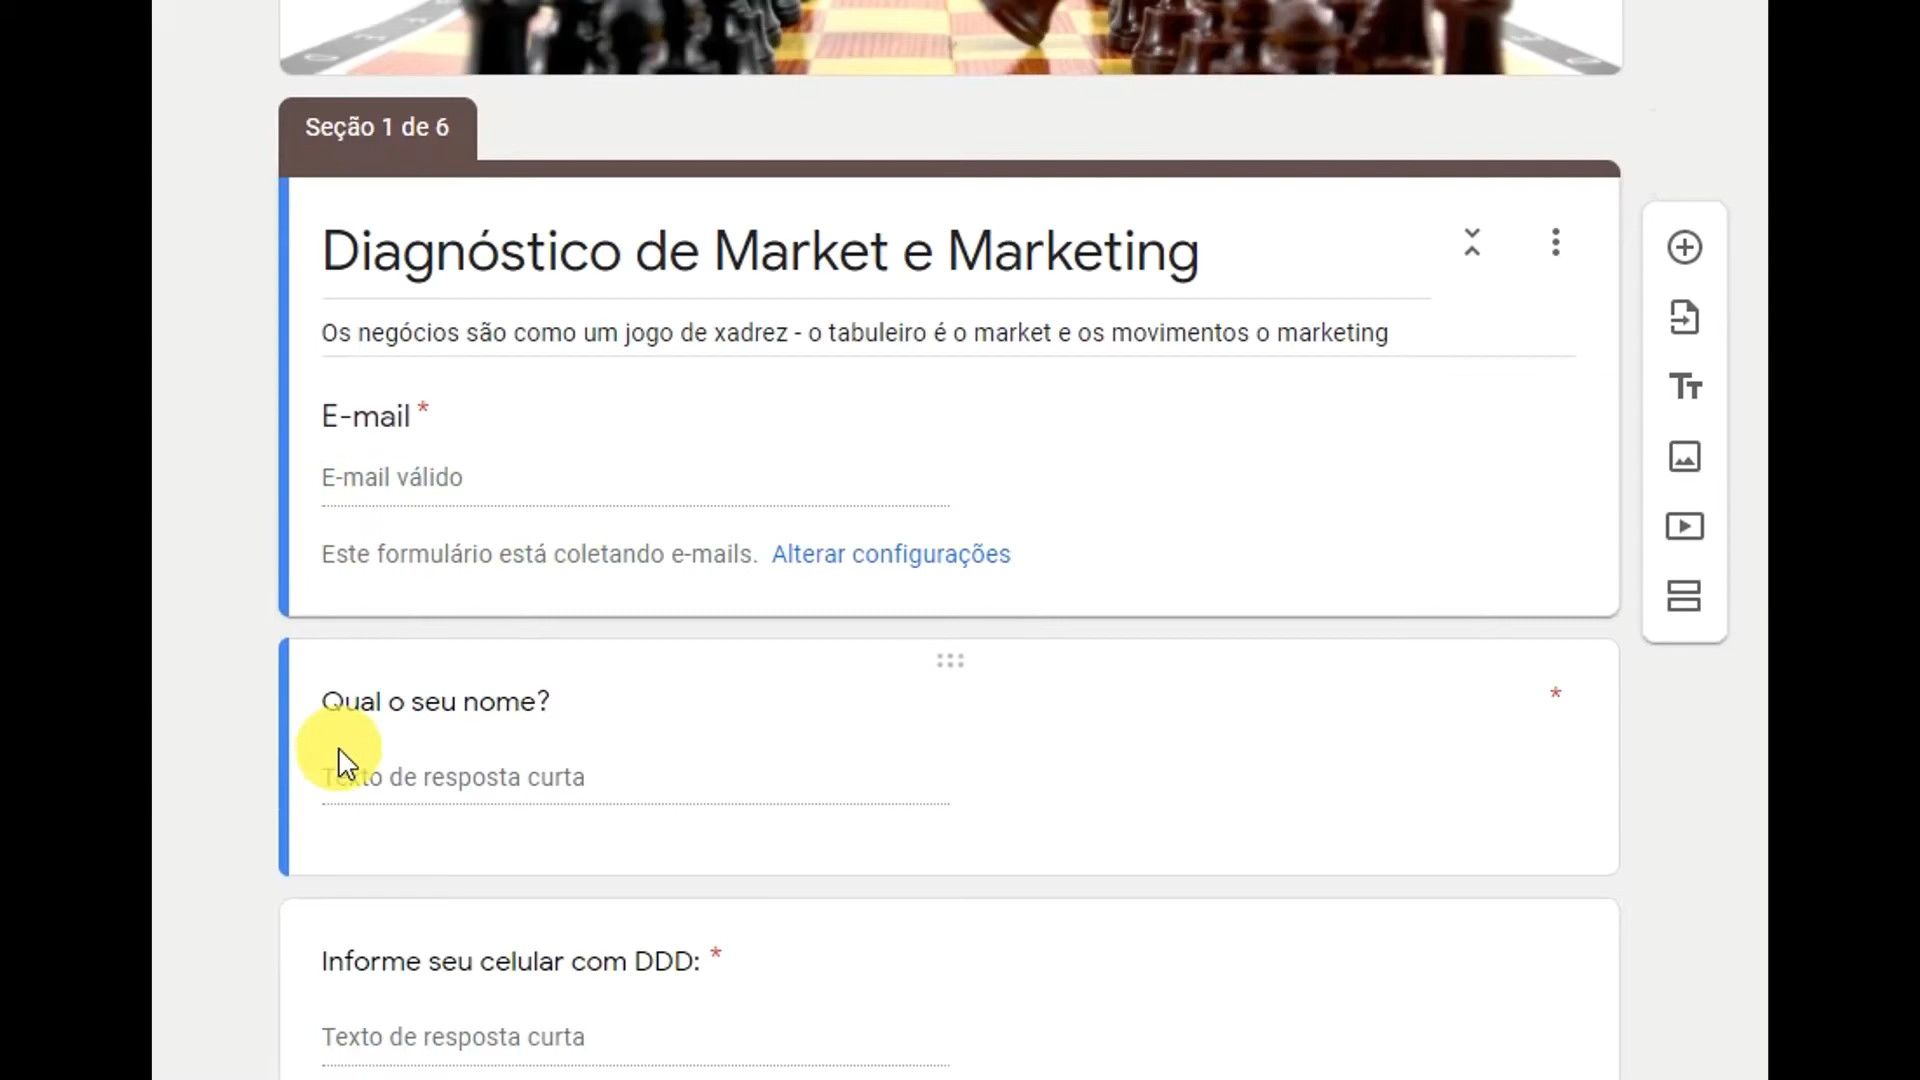 Seção 1 de 6
Diagnóstico de Market e Marketing
Os negócios são como um jogo de xadrez - o tabuleiro é o market e os movimentos o marketing
E-mail *
E-mail válido
Este formulário está coletando e-mails. Alterar configurações
Qual o seu nome? *
Texto de resposta curta
Informe seu celular com DDD: *
Texto de resposta curta